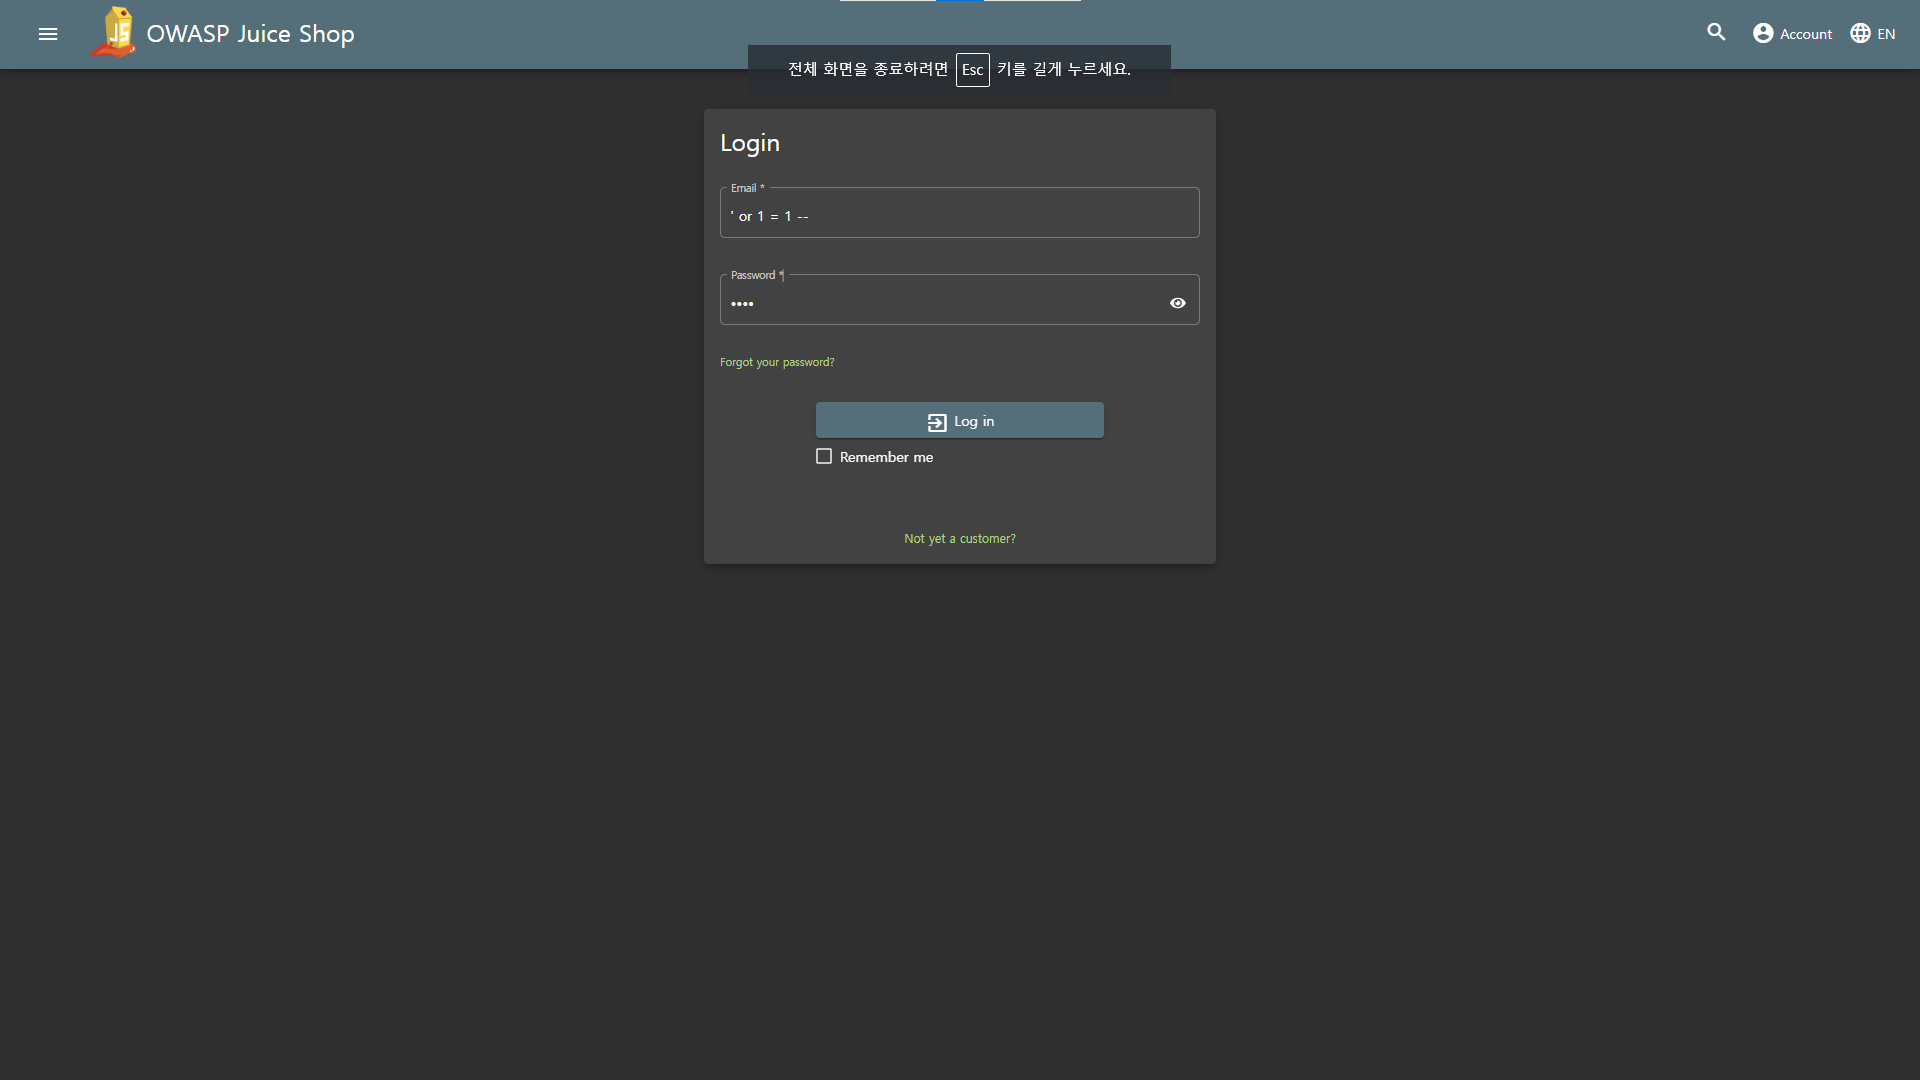 OWASP Juice Shop
Account
EN
전체 화면을 종료하려면 Esc 키를 길게 누르세요.
Login
Email *
' or 1 = 1 --
Password *
••••
Forgot your password?
Log in
Remember me
Not yet a customer?